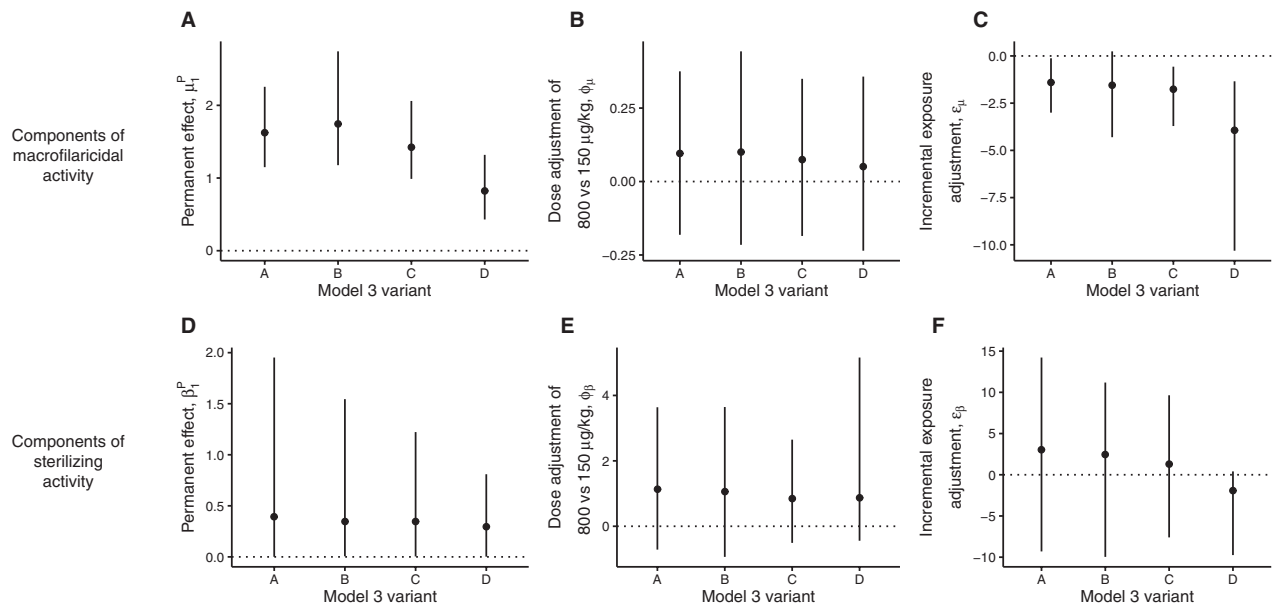 A
Components of
macrofilaricidal
activity
Permanent effect, μ₁ᴾ
2
1
0
A B C D
Model 3 variant
B
Dose adjustment of
800 vs 150 μg/kg, ϕμ
0.25
0.00
−0.25
A B C D
Model 3 variant
C
Incremental exposure
adjustment, εμ
0.0
−2.5
−5.0
−7.5
−10.0
A B C D
Model 3 variant
D
Components of
sterilizing
activity
Permanent effect, β₁ᴾ
2.0
1.5
1.0
0.5
0.0
A B C D
Model 3 variant
E
Dose adjustment of
800 vs 150 μg/kg, ϕβ
4
2
0
A B C D
Model 3 variant
F
Incremental exposure
adjustment, εβ
15
10
5
0
−5
−10
A B C D
Model 3 variant